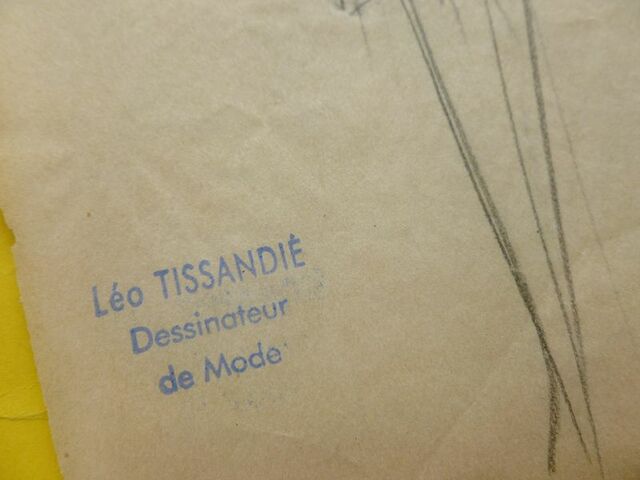 Léo TISSANDIÉ
Dessinateur
de Mode